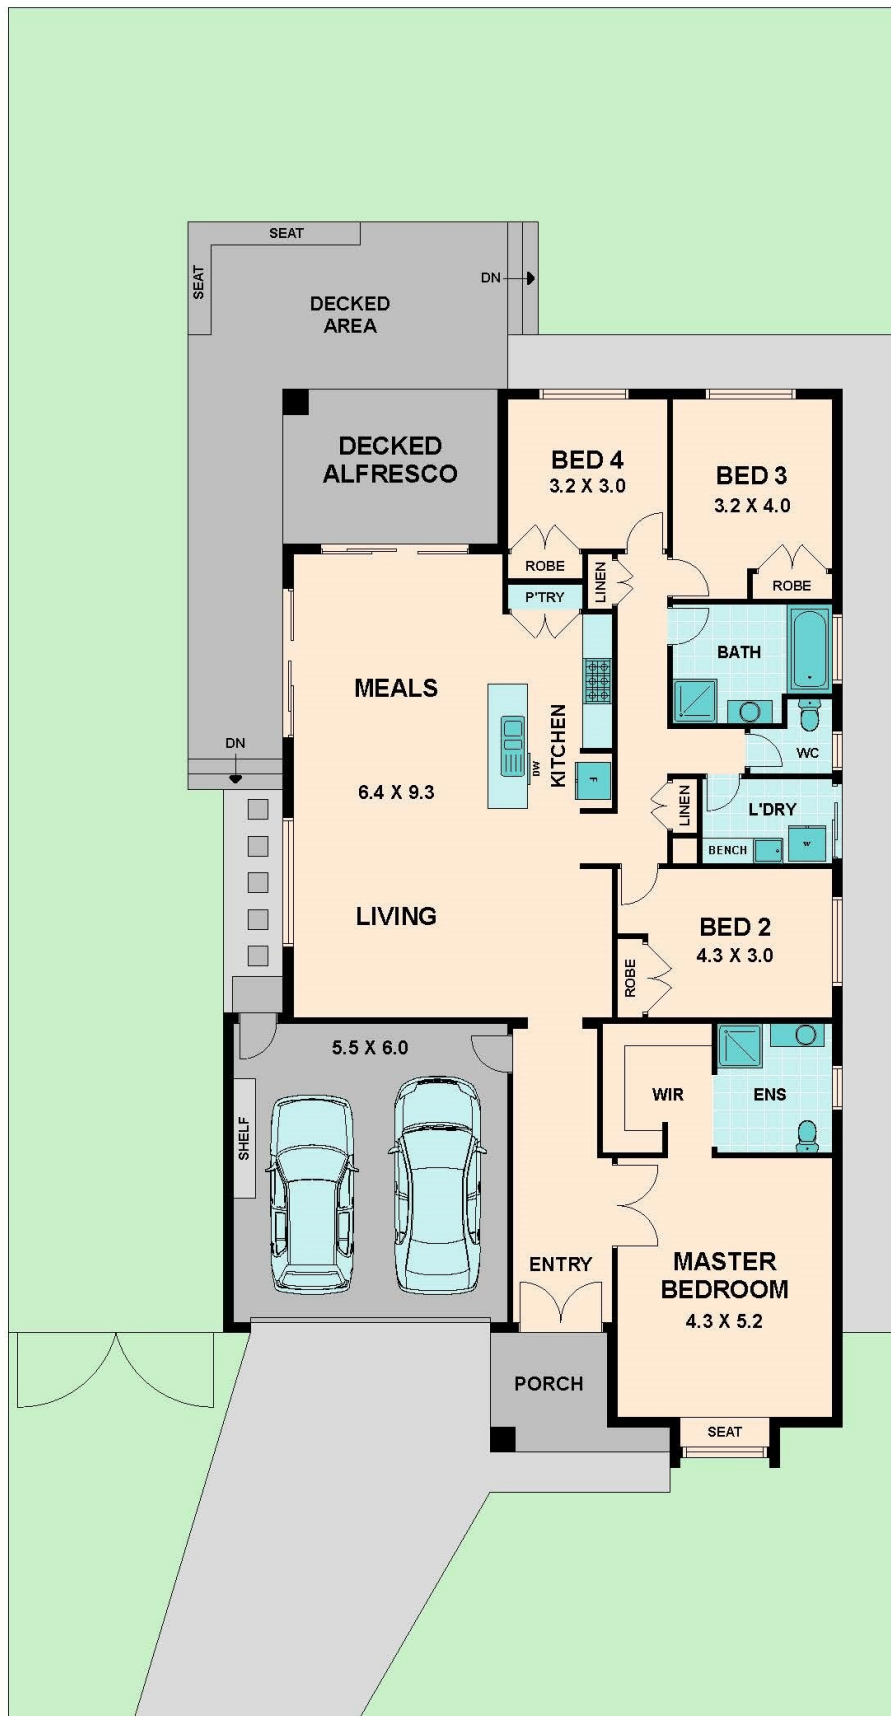 SEAT
SEAT
DN
DECKED
AREA
DECKED
ALFRESCO
BED 4
3.2 X 3.0
BED 3
3.2 X 4.0
ROBE
LINEN
ROBE
P'TRY
BATH
MEALS
KITCHEN
BW
DN
WC
F
6.4 X 9.3
L'DRY
LINEN
BENCH
W
LIVING
BED 2
4.3 X 3.0
ROBE
5.5 X 6.0
SHELF
WIR
ENS
ENTRY
MASTER
BEDROOM
4.3 X 5.2
PORCH
SEAT